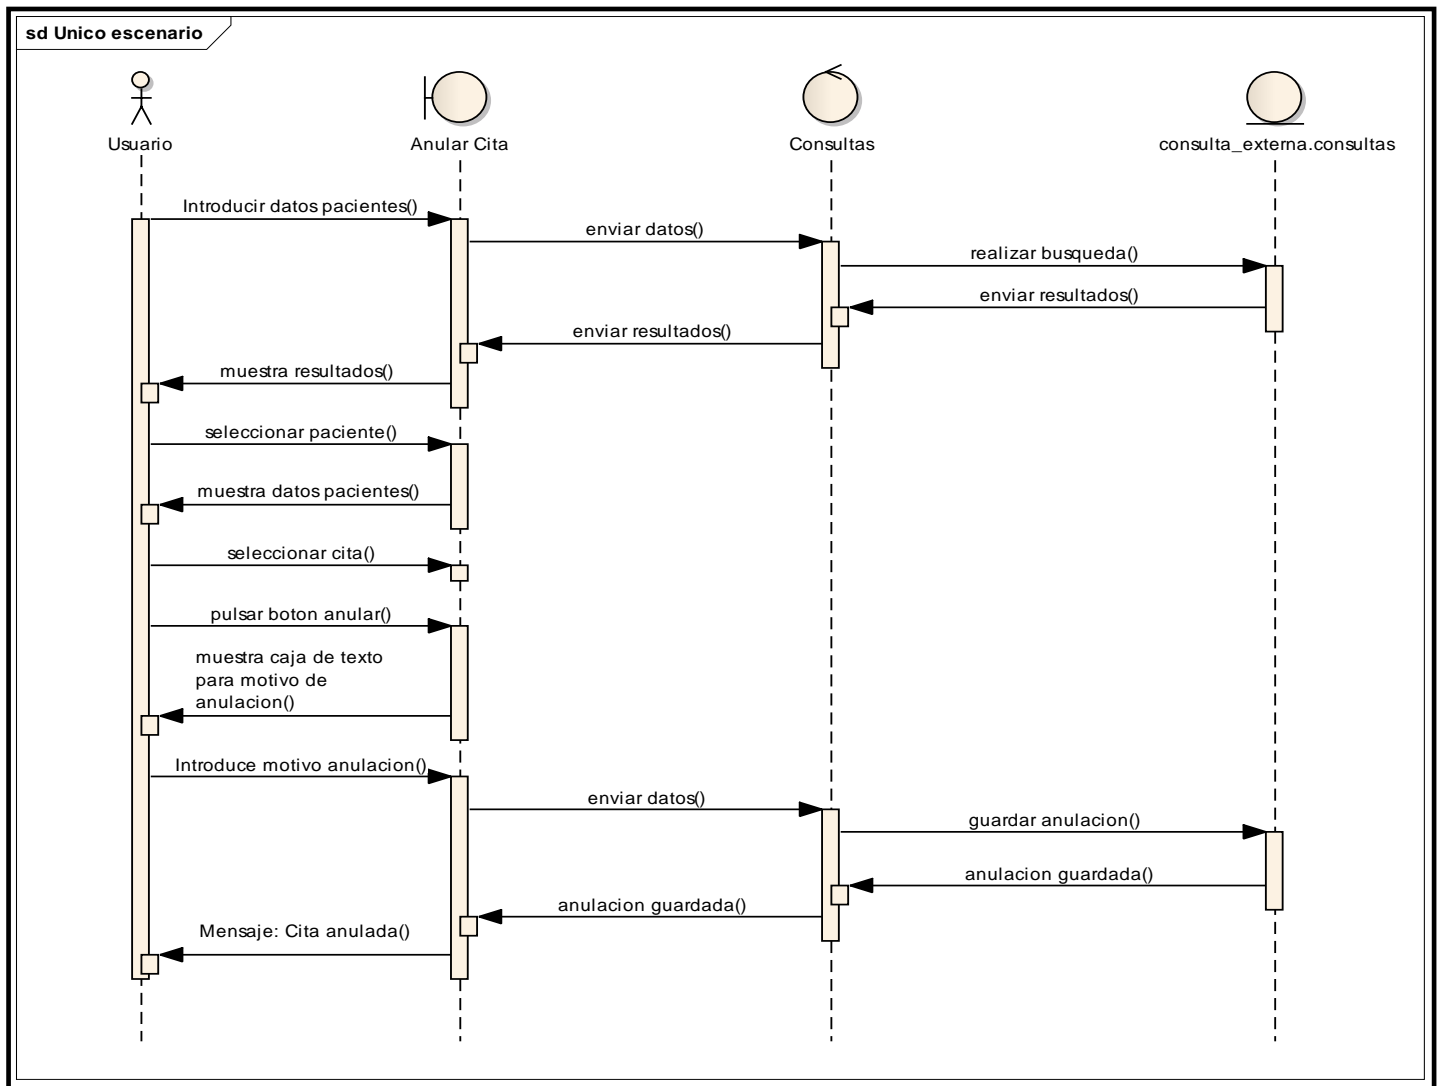 sd Unico escenario
Usuario
Anular Cita
Consultas
consulta_externa.consultas
Introducir datos pacientes()
enviar datos()
realizar busqueda()
enviar resultados()
enviar resultados()
muestra resultados()
seleccionar paciente()
muestra datos pacientes()
seleccionar cita()
pulsar boton anular()
muestra caja de texto
para motivo de
anulacion()
Introduce motivo anulacion()
enviar datos()
guardar anulacion()
anulacion guardada()
anulacion guardada()
Mensaje: Cita anulada()